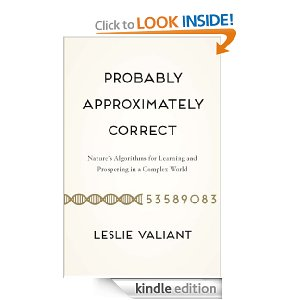 Click to
LOOK INSIDE!
PROBABLY
APPROXIMATELY
CORRECT
Nature's Algorithms for Learning and
Prospering in a Complex World
53589083
LESLIE VALIANT
kindle edition